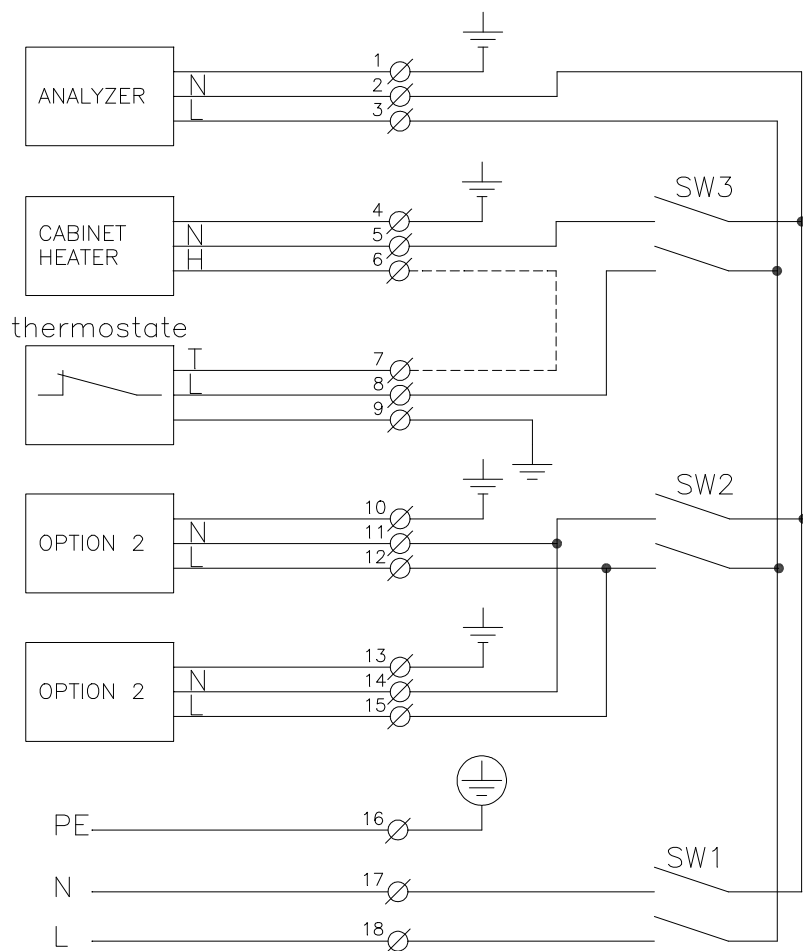 1
N 2
ANALYZER
L 3
SW3
4
CABINET N 5
HEATER H 6
thermostate
T 7
L 8
9
SW2
10
N 11
OPTION 2
L 12
13
N 14
OPTION 2
L 15
PE 16
SW1
N 17
L 18